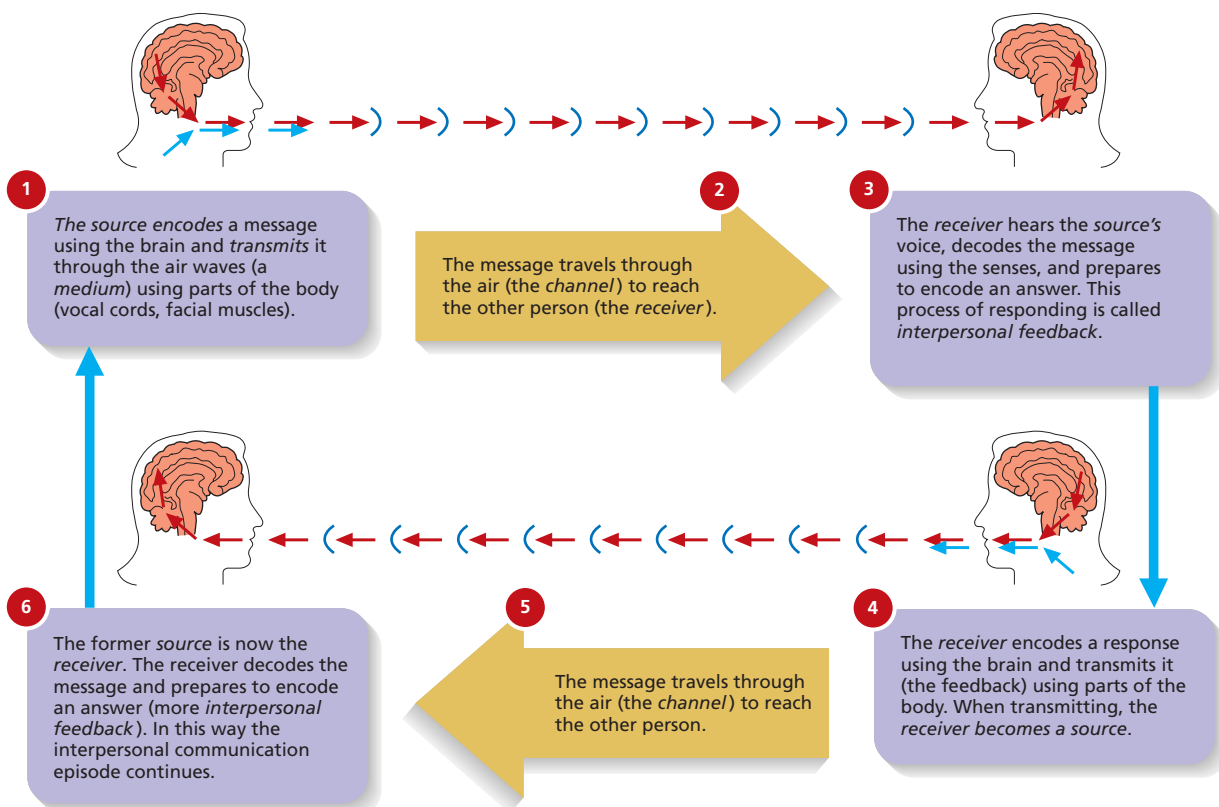 1
The source encodes a message
using the brain and transmits it
through the air waves (a
medium) using parts of the body
(vocal cords, facial muscles).
2
The message travels through
the air (the channel) to reach
the other person (the receiver).
3
The receiver hears the source's
voice, decodes the message
using the senses, and prepares
to encode an answer. This
process of responding is called
interpersonal feedback.
4
The receiver encodes a response
using the brain and transmits it
(the feedback) using parts of the
body. When transmitting, the
receiver becomes a source.
5
The message travels through
the air (the channel) to reach
the other person.
6
The former source is now the
receiver. The receiver decodes the
message and prepares to encode
an answer (more interpersonal
feedback). In this way the
interpersonal communication
episode continues.